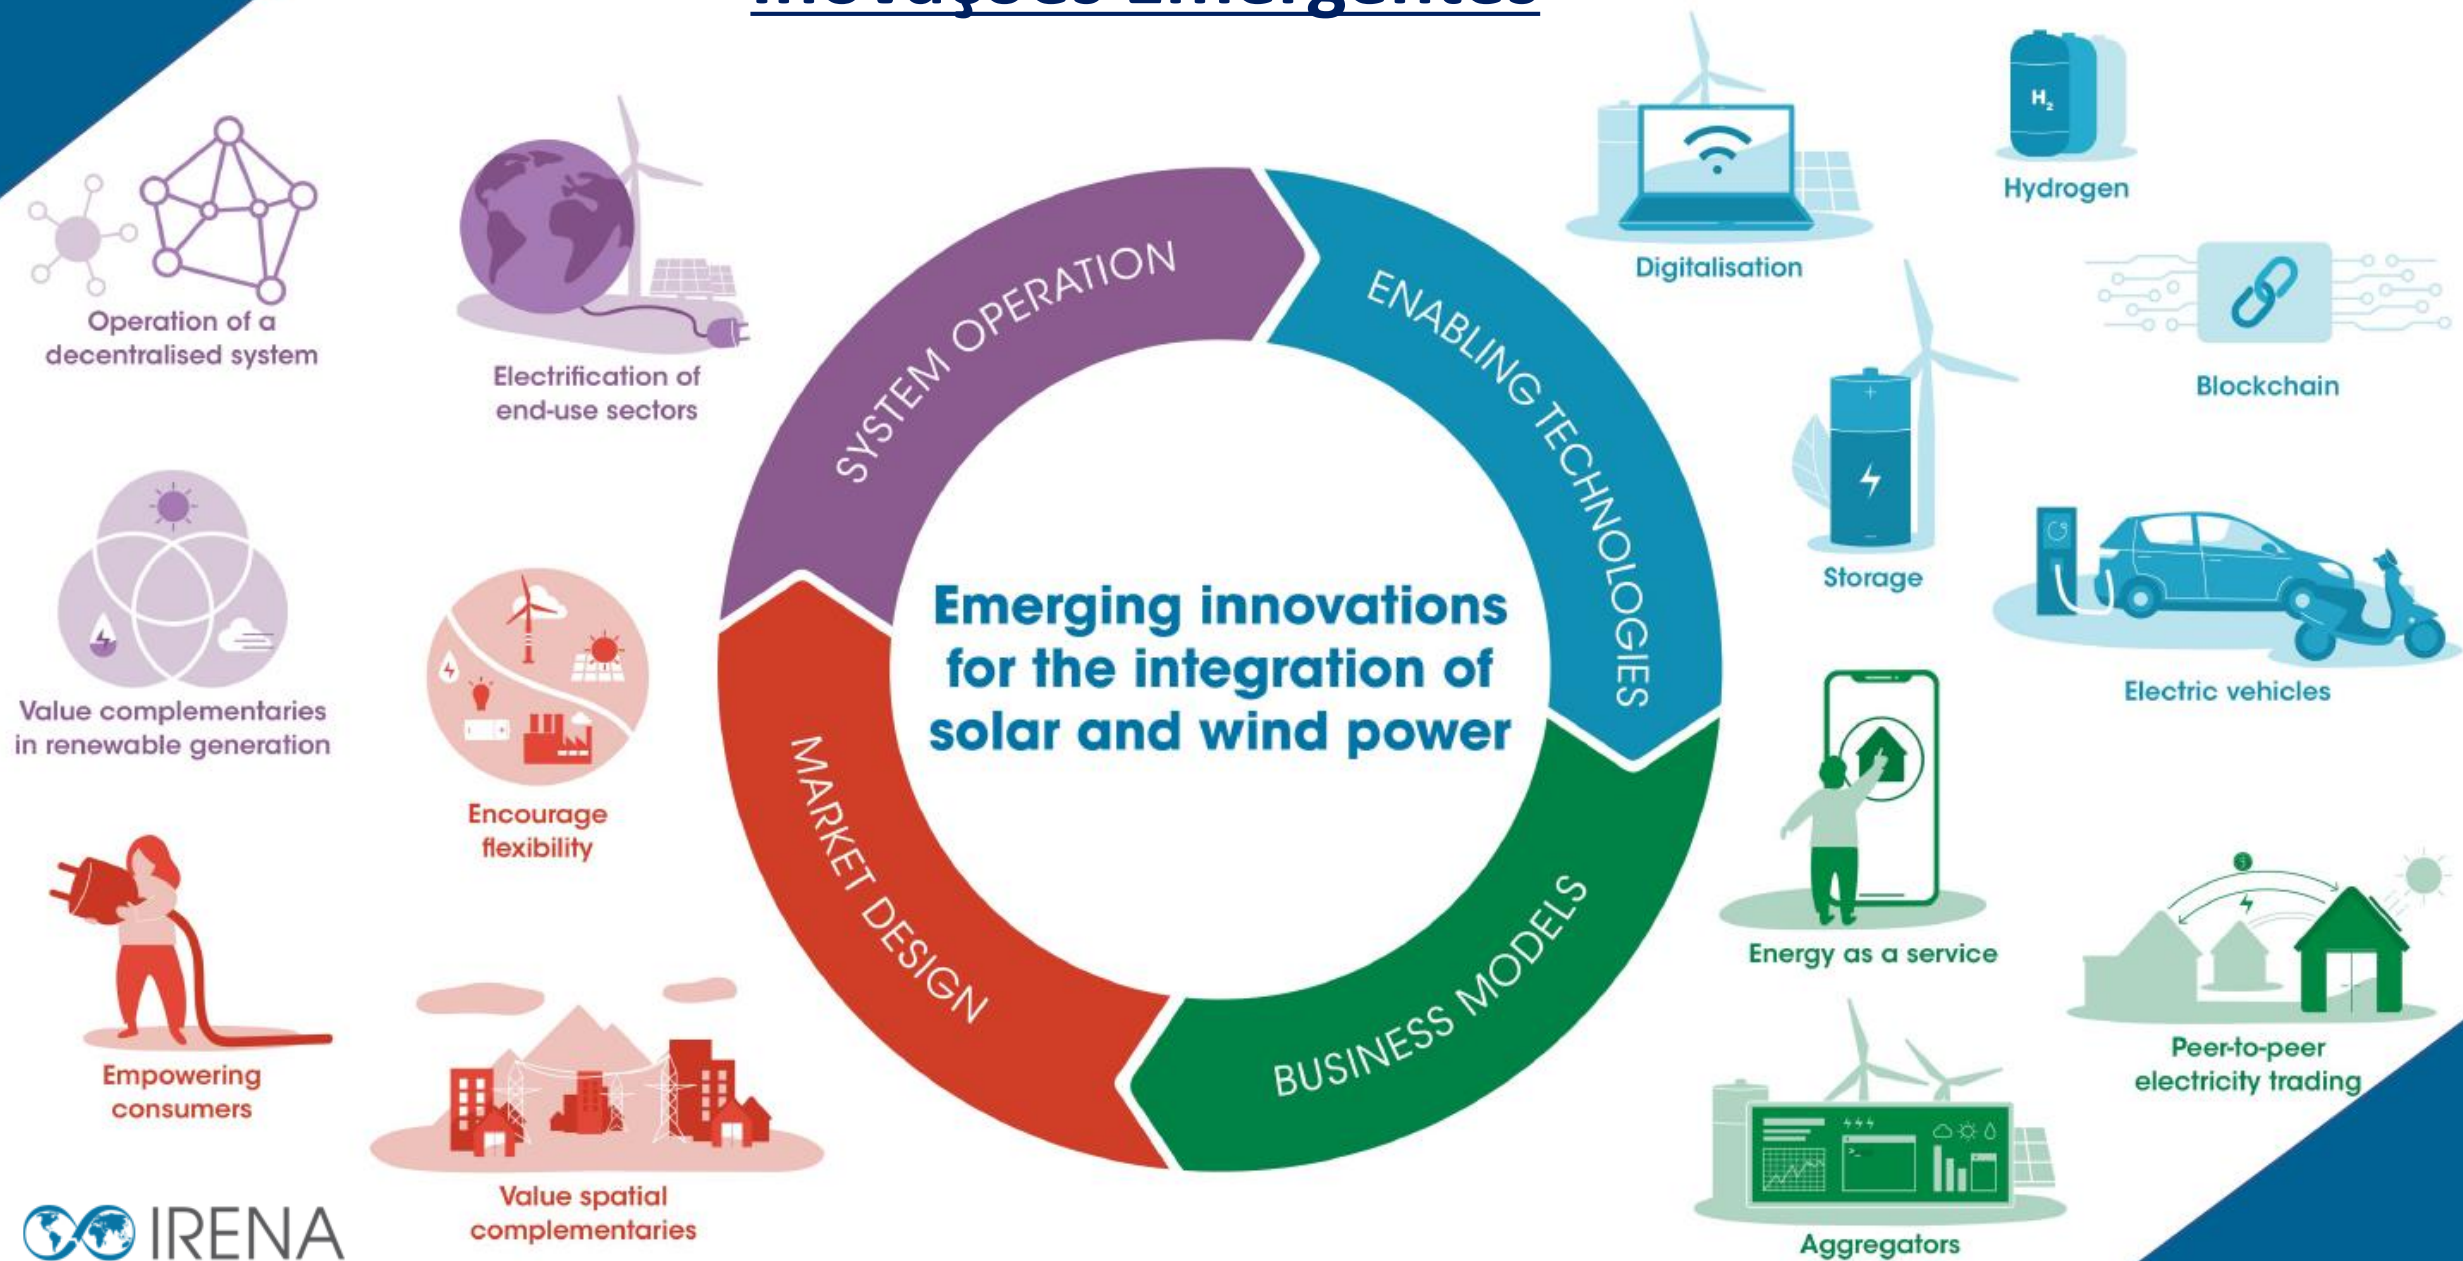 Inovações Emergentes
H₂
Hydrogen
Digitalisation
Operation of a
decentralised system
Electrification of
end-use sectors
SYSTEM OPERATION
ENABLING TECHNOLOGIES
Blockchain
Storage
Emerging innovations
for the integration of
solar and wind power
Electric vehicles
Value complementaries
in renewable generation
Encourage
flexibility
MARKET DESIGN
BUSINESS MODELS
Energy as a service
Peer-to-peer
electricity trading
Empowering
consumers
Value spatial
complementaries
Aggregators
IRENA